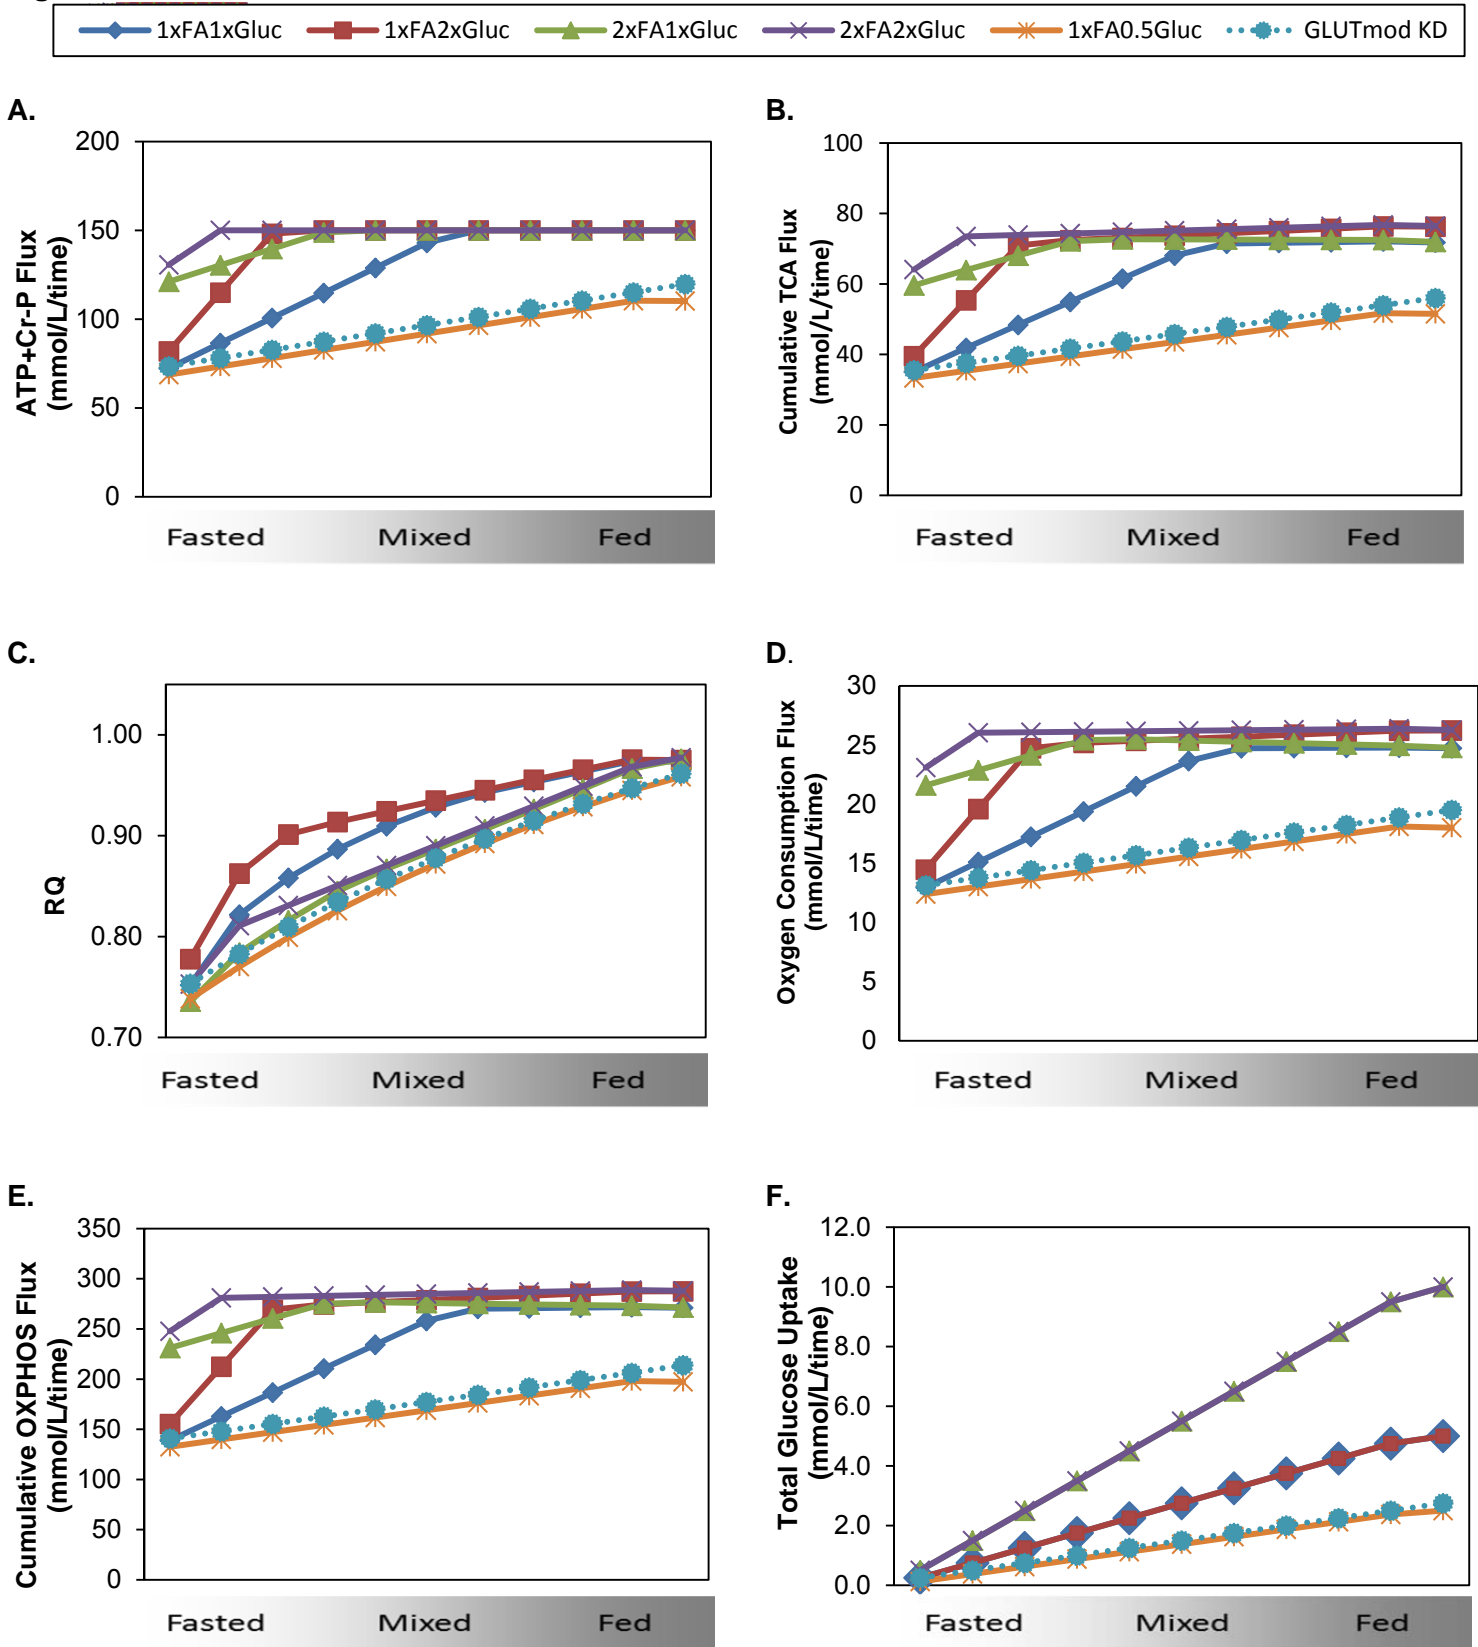 1xFA1xGluc 1xFA2xGluc 2xFA1xGluc 2xFA2xGluc 1xFA0.5Gluc GLUTmod KD
A.
ATP+Cr-P Flux
(mmol/L/time)
200
150
100
50
0
Fasted Mixed Fed
B.
Cumulative TCA Flux
(mmol/L/time)
100
80
60
40
20
0
Fasted Mixed Fed
C.
RQ
1.00
0.90
0.80
0.70
Fasted Mixed Fed
D.
Oxygen Consumption Flux
(mmol/L/time)
30
25
20
15
10
5
0
Fasted Mixed Fed
E.
Cumulative OXPHOS Flux
(mmol/L/time)
350
300
250
200
150
100
50
0
Fasted Mixed Fed
F.
Total Glucose Uptake
(mmol/L/time)
12.0
10.0
8.0
6.0
4.0
2.0
0.0
Fasted Mixed Fed